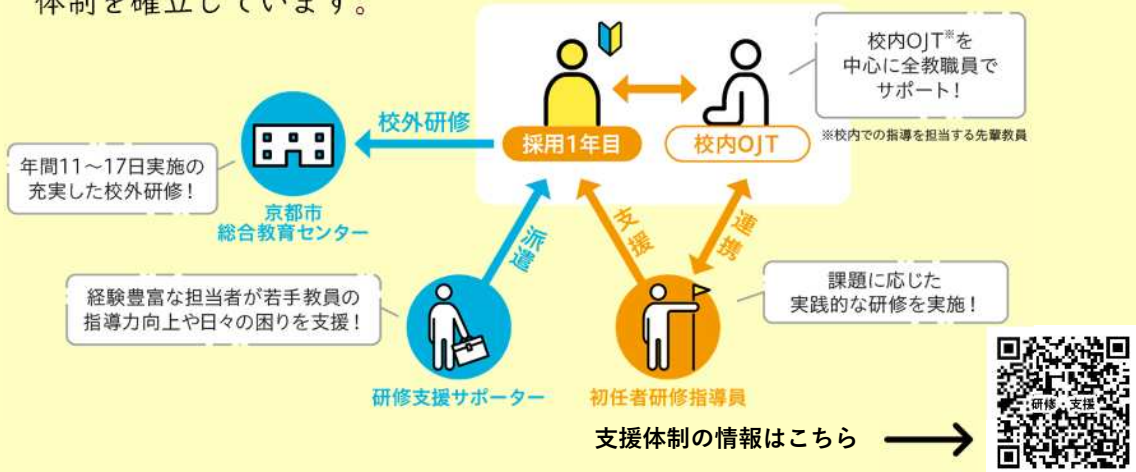 体制を確立しています。
校内OJT※を
中心に全教職員で
サポート！
※校内での指導を担当する先輩教員
校外研修
採用1年目
校内OJT
年間11～17日実施の
充実した校外研修！
京都市
総合教育センター
派遣
支援
連携
経験豊富な担当者が若手教員の
指導力向上や日々の困りを支援！
課題に応じた
実践的な研修を実施！
研修支援サポーター
初任者研修指導員
研修・支援
支援体制の情報はこちら